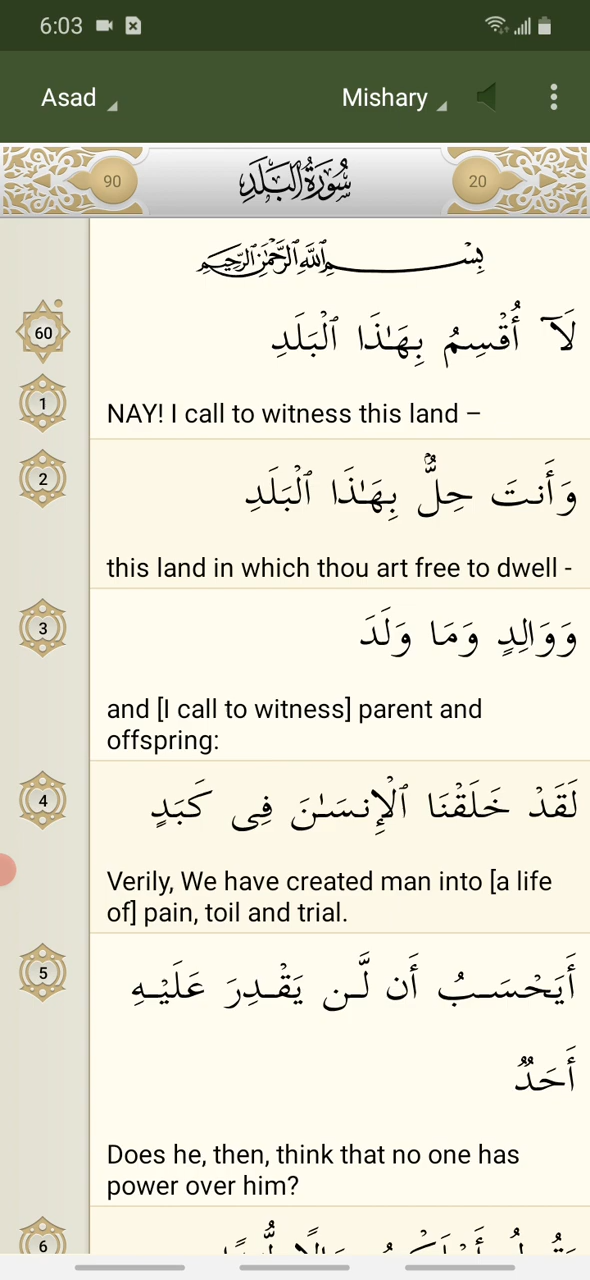 6:03
Asad Mishary
90 سُورَةُ الْبَلَدِ 20
بِسْمِ اللَّهِ الرَّحْمَٰنِ الرَّحِيمِ
60
لَآ أُقْسِمُ بِهَـٰذَا ٱلْبَلَدِ
1
NAY! I call to witness this land –
2
وَأَنتَ حِلٌّۢ بِهَـٰذَا ٱلْبَلَدِ
this land in which thou art free to dwell -
3
وَوَالِدٍ وَمَا وَلَدَ
and [I call to witness] parent and
offspring:
4
لَقَدْ خَلَقْنَا ٱلْإِنسَـٰنَ فِى كَبَدٍ
Verily, We have created man into [a life
of] pain, toil and trial.
5
أَيَحْسَبُ أَن لَّن يَقْدِرَ عَلَيْهِ
أَحَدٌ
Does he, then, think that no one has
power over him?
6